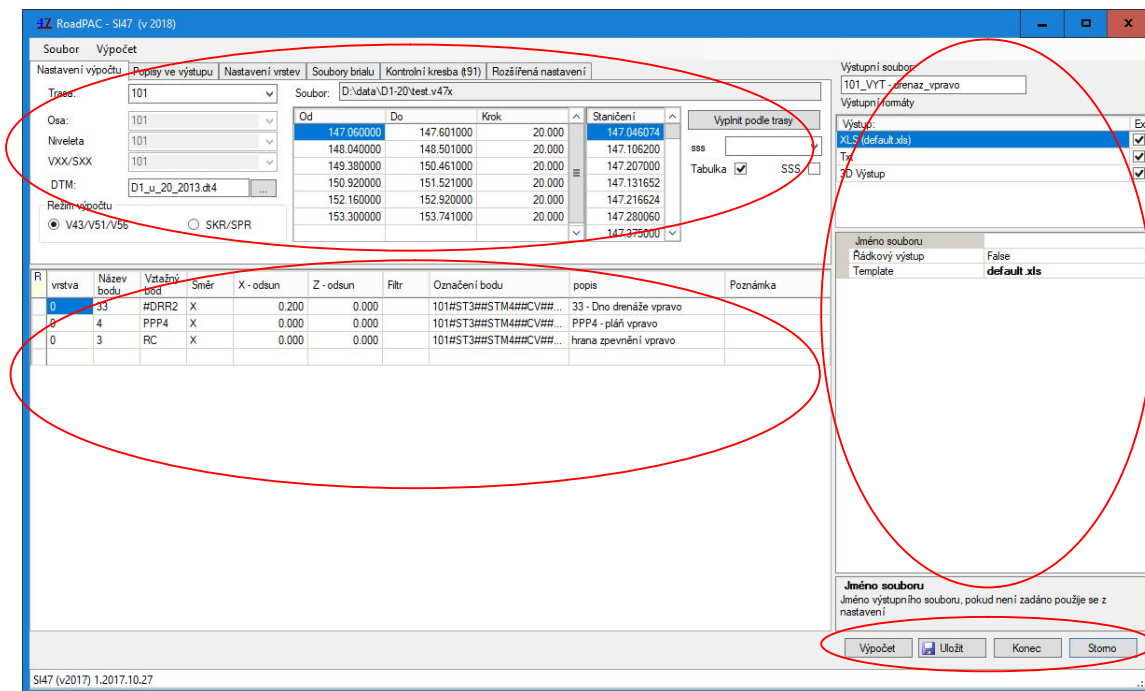 RoadPAC - SI47 (v 2018)
Soubor Výpočet
Nastavení výpočtu Popisy ve výstupu Nastavení vrstev Soubory brialu Kontrolní kresba (t91) Rozšířená nastavení
Trasa: 101
Osa: 101
Niveleta 101
VXX/SXX 101
DTM: D1_u_20_2013.dt4 ...
Režim výpočtu
V43/V51/V56 SKR/SPR
Soubor: D:\data\D1-20\test.v47x
Od Do Krok
147.060000 147.601000 20.000
148.040000 148.501000 20.000
149.380000 150.461000 20.000
150.920000 151.521000 20.000
152.160000 152.920000 20.000
153.300000 153.741000 20.000
Staničení
147.046074
147.106200
147.207000
147.131652
147.216624
147.280060
147.375000
Vyplnit podle trasy
sss
Tabulka SSS
Výstupní soubor:
101_VYT - drenaz_vpravo
Výstupní formáty
Výstup: Ex
XLS (default.xls)
Txt
3D Výstup
Jméno souboru
Řádkový výstup False
Template default.xls
R vrstva Název bodu Vztažný bod Směr X - odsun Z - odsun Filtr Označení bodu popis Poznámka
0 33 #DRR2 X 0.200 0.000 101#ST3##STM4##CV##... 33 - Dno drenáže vpravo
0 4 PPP4 X 0.000 0.000 101#ST3##STM4##CV##... PPP4 - pláň vpravo
0 3 RC X 0.000 0.000 101#ST3##STM4##CV##... hrana zpevnění vpravo
Jméno souboru
Jméno výstupního souboru, pokud není zadáno použije se z
nastavení
Výpočet Uložit Konec Storno
SI47 (v2017) 1.2017.10.27